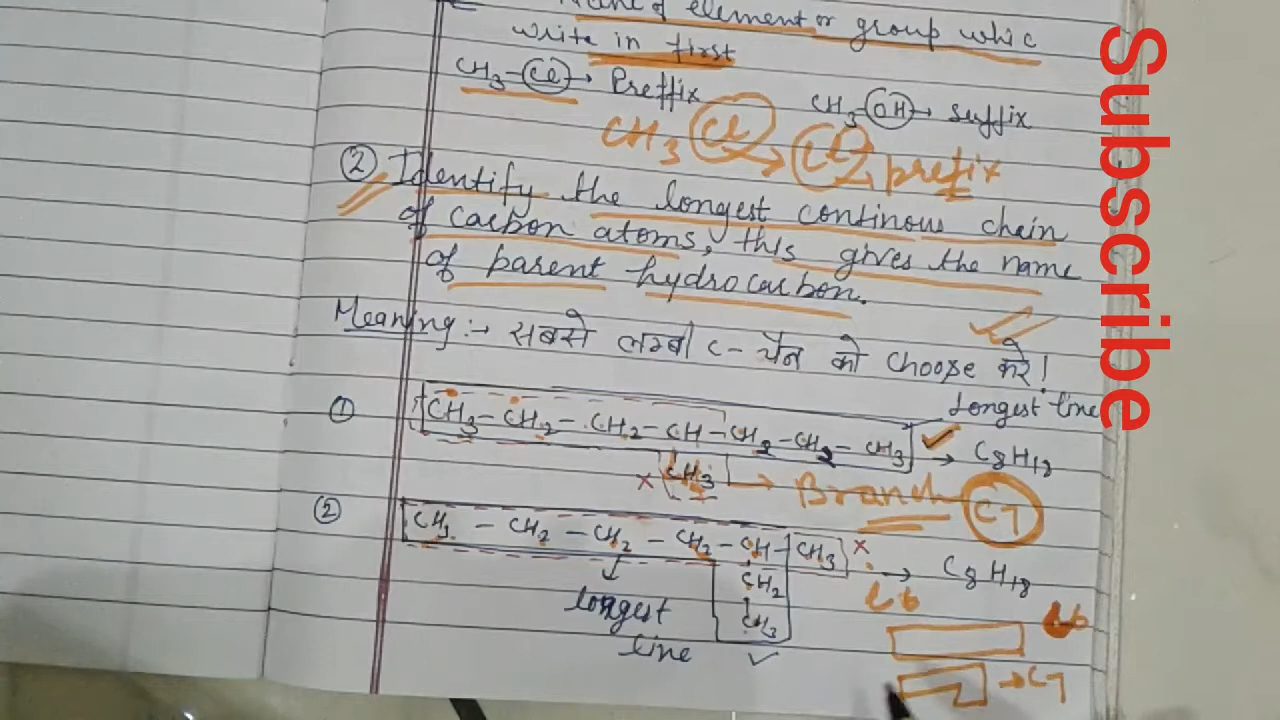 of element or group whic
write in first
CH3-Cl→ Preffix
CH3-OH→ suffix
CH3 Cl → Cl → prefix
② Identify the longest continous chain
of carbon atoms, this gives the name
of parent hydrocarbon.
Meaning:- सबसे लम्बी C-चैन को choose करे!
Longest line
① CH3-CH2-CH2-CH-CH2-CH2-CH3 → C8H18
× CH3 → Branch C7
② CH3-CH2-CH2-CH2-CH-CH3 × → C8H18
CH2
CH3
longest
line
→ C7
Subscribe